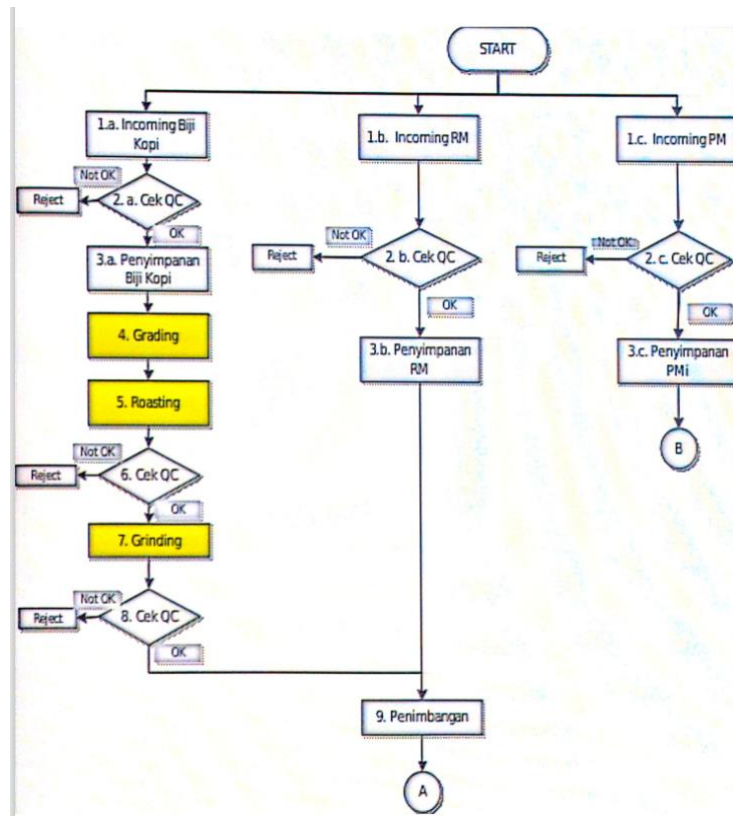 START
1.a. Incoming Biji
Kopi
1.b. Incoming RM
1.c. Incoming PM
Not OK
Reject
2. a. Cek QC
OK
3.a. Penyimpanan
Biji Kopi
Not OK
Reject
2. b. Cek QC
OK
Not OK
Reject
2. c. Cek QC
OK
4. Grading
3.b. Penyimpanan
RM
3.c. Penyimpanan
PMi
5. Roasting
B
Not OK
Reject
6. Cek QC
OK
7. Grinding
Not OK
Reject
8. Cek QC
OK
9. Penimbangan
A